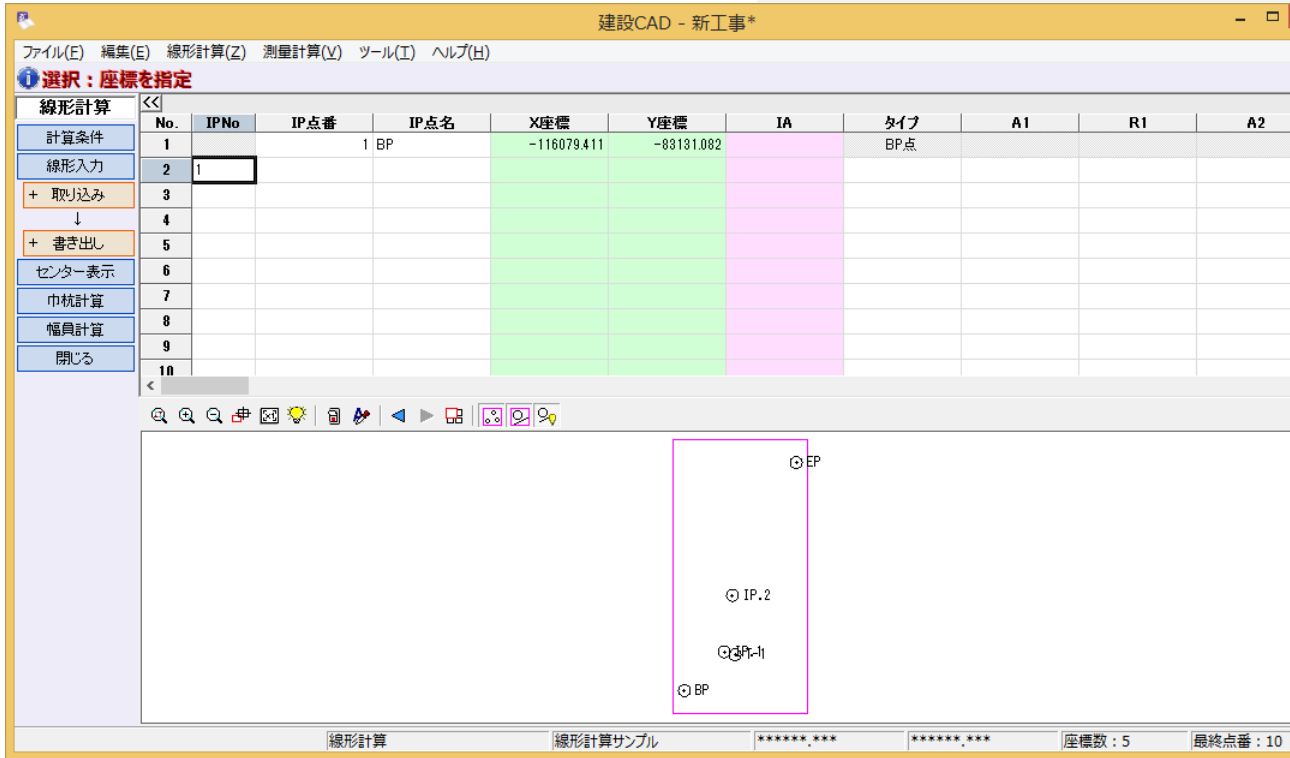 建設CAD - 新工事*
ファイル(F) 編集(E) 線形計算(Z) 測量計算(V) ツール(T) ヘルプ(H)
選択：座標を指定
線形計算
計算条件
線形入力
+ 取り込み
↓
+ 書き出し
センター表示
巾杭計算
幅員計算
閉じる
<<
No. IPNo IP点番 IP点名 X座標 Y座標 IA タイプ A1 R1 A2
1 1 BP -116079.411 -83131.082 BP点
2 1
3
4
5
6
7
8
9
10
EP
IP.2
BP
線形計算 線形計算サンプル ******.*** ******.*** 座標数：5 最終点番：10